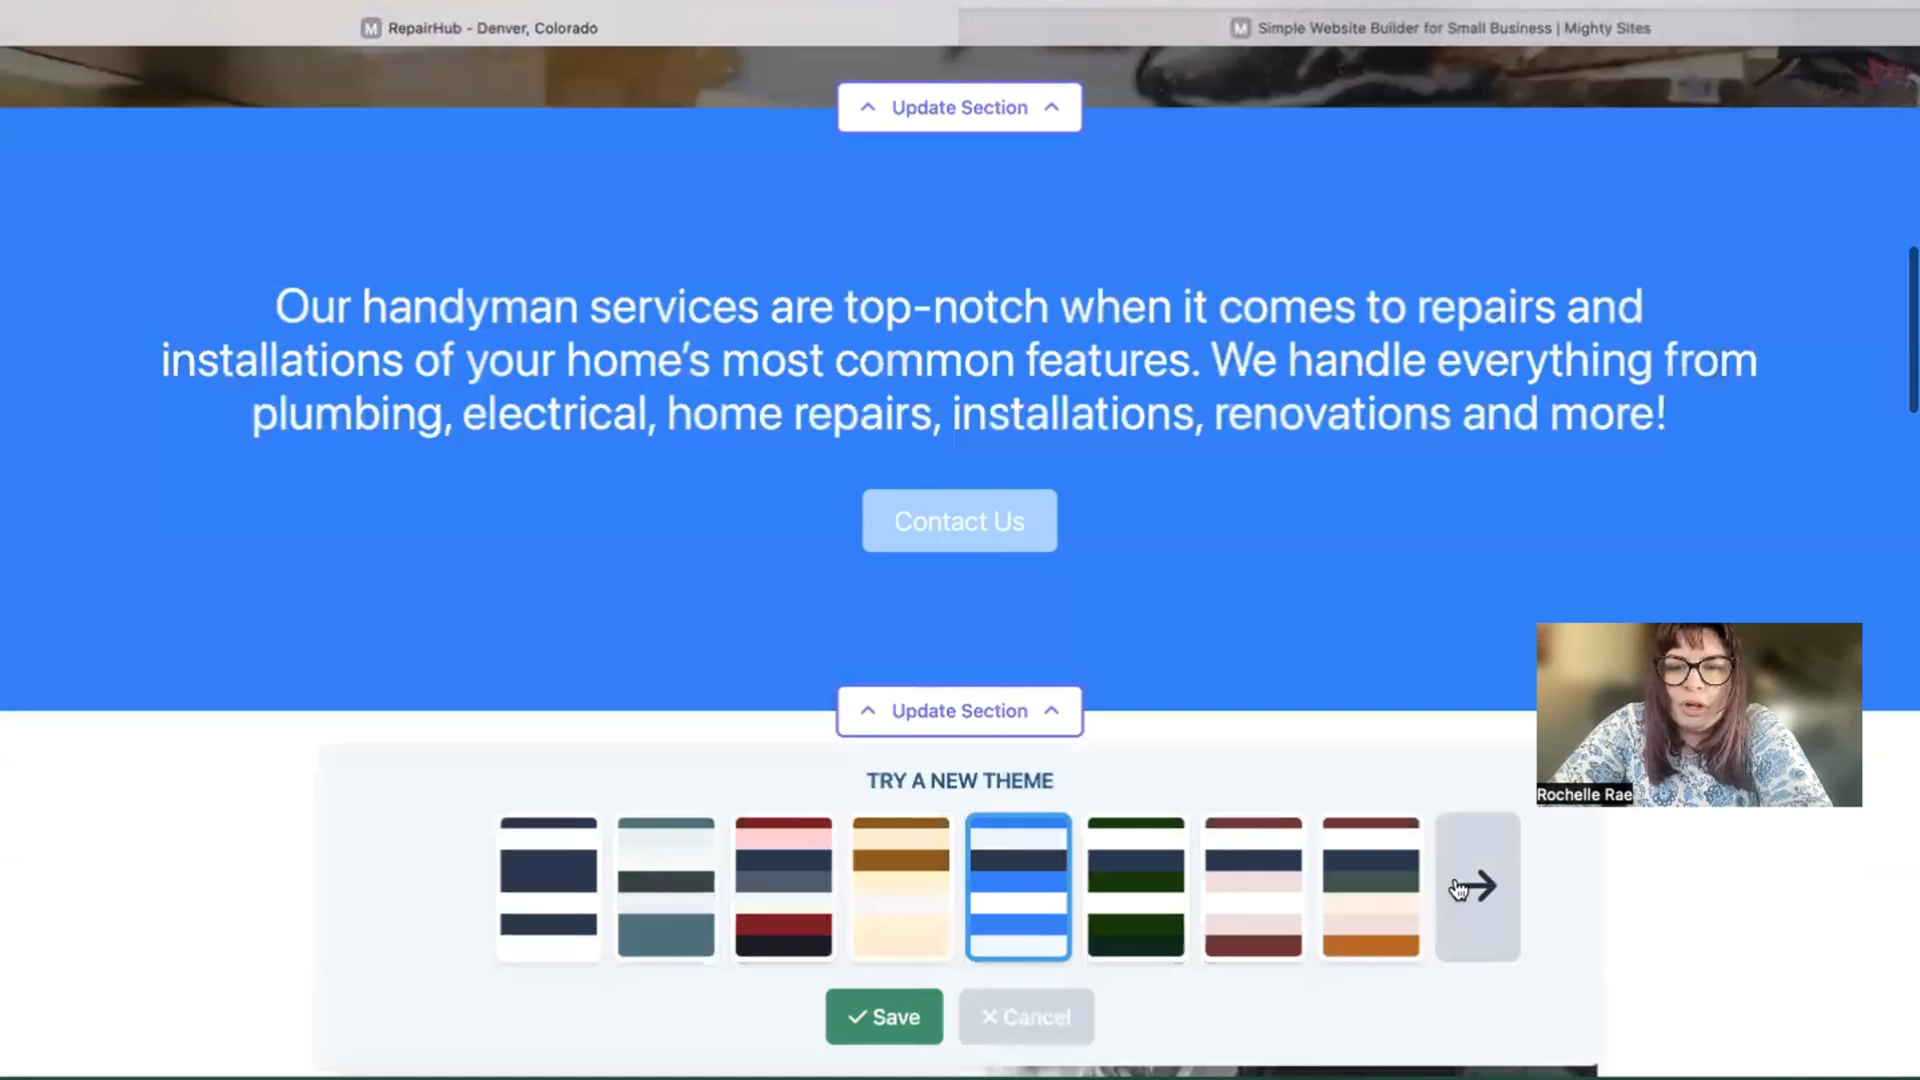 RepairHub - Denver, Colorado
Simple Website Builder for Small Business | Mighty Sites
Update Section
Our handyman services are top-notch when it comes to repairs and
installations of your home's most common features. We handle everything from
plumbing, electrical, home repairs, installations, renovations and more!
Contact Us
Update Section
TRY A NEW THEME
Rochelle Rae
Save
Cancel